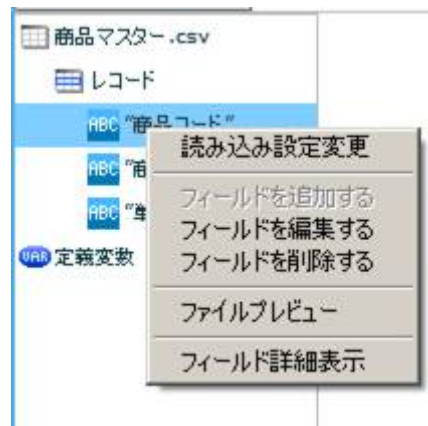 商品マスター.csv
レコード
"商品コード"
読み込み設定変更
"商
フィールドを追加する
フィールドを編集する
"単
フィールドを削除する
定義変数
ファイルプレビュー
フィールド詳細表示